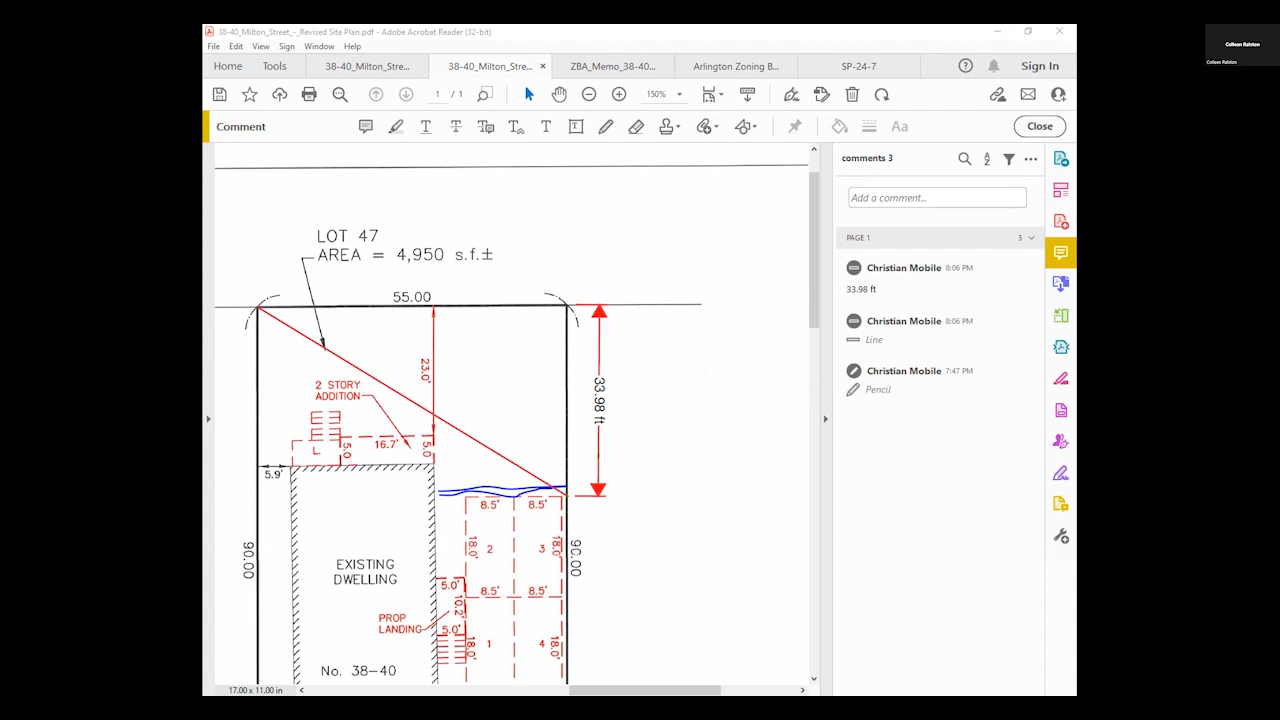 38-40_Milton_Street_-_Revised Site Plan.pdf - Adobe Acrobat Reader (32-bit)
File Edit View Sign Window Help
Home Tools 38-40_Milton_Stre... 38-40_Milton_Stre... × ZBA_Memo_38-40... Arlington Zoning B... SP-24-7 Sign In
1 / 1 150%
Comment Close
comments 3
Add a comment...
PAGE 1 3
Christian Mobile 8:06 PM
33.98 ft
Christian Mobile 8:06 PM
Line
Christian Mobile 7:47 PM
Pencil
LOT 47
AREA = 4,950 s.f.±
55.00
23.0'
33.98 ft
2 STORY
ADDITION
L
5.0
16.7'
5.0
5.9'
8.5' 8.5'
90.00
EXISTING
DWELLING
18.0' 2 3 18.0'
90.00
5.0'
8.5' 8.5'
10.2'
PROP
LANDING
5.0'
18.0' 1 4 18.0'
No. 38-40
17.00 x 11.00 in
Colleen Ralston
Colleen Ralston